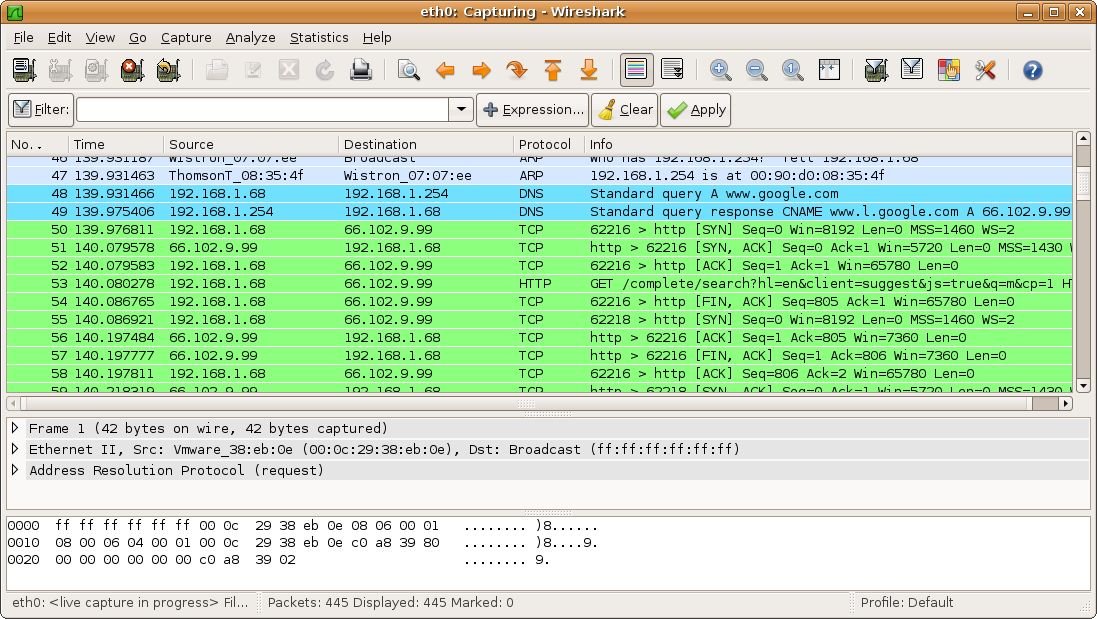 eth0: Capturing - Wireshark
File Edit View Go Capture Analyze Statistics Help
Filter: Expression... Clear Apply
No. . Time Source Destination Protocol Info
46 139.931187 Wistron_07:07:ee Broadcast ARP Who has 192.168.1.254? Tell 192.168.1.68
47 139.931463 ThomsonT_08:35:4f Wistron_07:07:ee ARP 192.168.1.254 is at 00:90:d0:08:35:4f
48 139.931466 192.168.1.68 192.168.1.254 DNS Standard query A www.google.com
49 139.975406 192.168.1.254 192.168.1.68 DNS Standard query response CNAME www.l.google.com A 66.102.9.99
50 139.976811 192.168.1.68 66.102.9.99 TCP 62216 > http [SYN] Seq=0 Win=8192 Len=0 MSS=1460 WS=2
51 140.079578 66.102.9.99 192.168.1.68 TCP http > 62216 [SYN, ACK] Seq=0 Ack=1 Win=5720 Len=0 MSS=1430
52 140.079583 192.168.1.68 66.102.9.99 TCP 62216 > http [ACK] Seq=1 Ack=1 Win=65780 Len=0
53 140.080278 192.168.1.68 66.102.9.99 HTTP GET /complete/search?hl=en&client=suggest&js=true&q=m&cp=1
54 140.086765 192.168.1.68 66.102.9.99 TCP 62216 > http [FIN, ACK] Seq=805 Ack=1 Win=65780 Len=0
55 140.086921 192.168.1.68 66.102.9.99 TCP 62218 > http [SYN] Seq=0 Win=8192 Len=0 MSS=1460 WS=2
56 140.197484 66.102.9.99 192.168.1.68 TCP http > 62216 [ACK] Seq=1 Ack=805 Win=7360 Len=0
57 140.197777 66.102.9.99 192.168.1.68 TCP http > 62216 [FIN, ACK] Seq=1 Ack=806 Win=7360 Len=0
58 140.197811 192.168.1.68 66.102.9.99 TCP 62216 > http [ACK] Seq=806 Ack=2 Win=65780 Len=0
59 140.218319 66.102.9.99 192.168.1.68 TCP http > 62218 [SYN, ACK] Seq=0 Ack=1 Win=5720 Len=0 MSS=1430
Frame 1 (42 bytes on wire, 42 bytes captured)
Ethernet II, Src: Vmware_38:eb:0e (00:0c:29:38:eb:0e), Dst: Broadcast (ff:ff:ff:ff:ff:ff)
Address Resolution Protocol (request)
0000 ff ff ff ff ff ff 00 0c 29 38 eb 0e 08 06 00 01 ........ )8......
0010 08 00 06 04 00 01 00 0c 29 38 eb 0e c0 a8 39 80 ........ )8....9.
0020 00 00 00 00 00 00 c0 a8 39 02 ........ 9.
eth0: <live capture in progress> Fil... Packets: 445 Displayed: 445 Marked: 0 Profile: Default